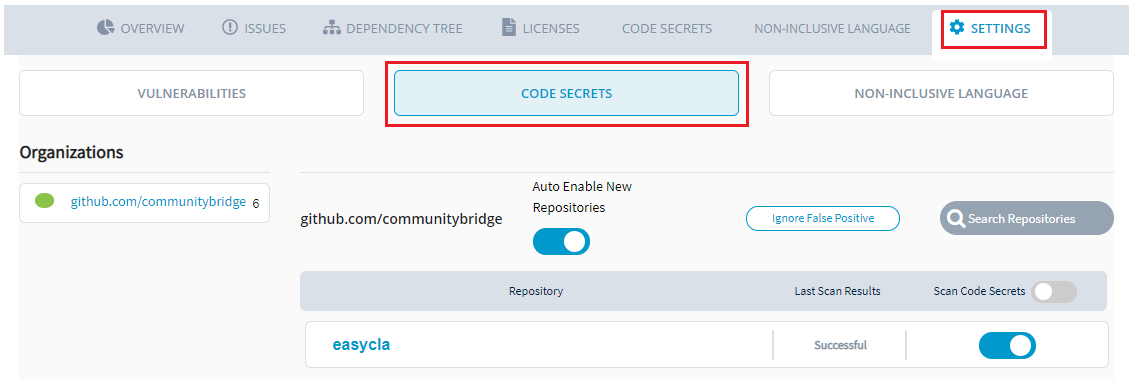 OVERVIEW ISSUES DEPENDENCY TREE LICENSES CODE SECRETS NON-INCLUSIVE LANGUAGE SETTINGS
VULNERABILITIES CODE SECRETS NON-INCLUSIVE LANGUAGE
Organizations
github.com/communitybridge 6
Auto Enable New
Repositories
github.com/communitybridge
Ignore False Positive
Search Repositories
Repository Last Scan Results Scan Code Secrets
easycla Successful